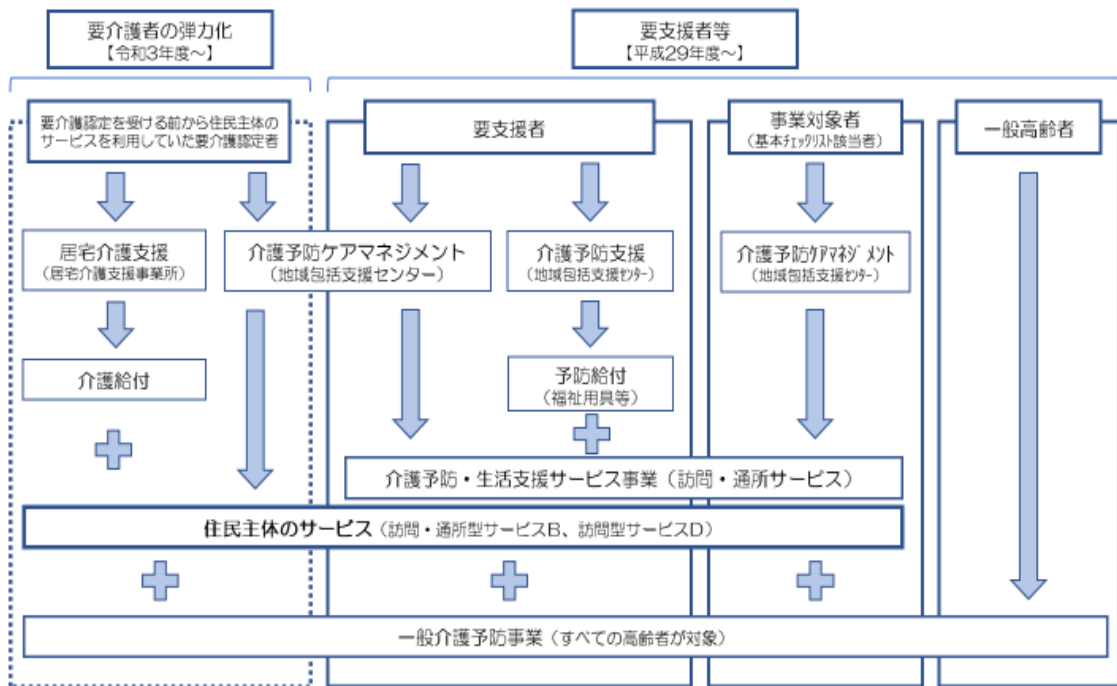 要介護者の弾力化
【令和3年度～】
要支援者等
【平成29年度～】
要介護認定を受ける前から住民主体の
サービスを利用していた要介護認定者
要支援者
事業対象者
(基本ﾁｪｯｸﾘｽﾄ該当者)
一般高齢者
居宅介護支援
(居宅介護支援事業所)
介護予防ケアマネジメント
(地域包括支援センター)
介護予防支援
(地域包括支援ｾﾝﾀｰ)
介護予防ｹｱﾏﾈｼﾞﾒﾝﾄ
(地域包括支援ｾﾝﾀｰ)
介護給付
予防給付
(福祉用具等)
介護予防・生活支援サービス事業（訪問・通所サービス）
住民主体のサービス（訪問・通所型サービスB、訪問型サービスD）
一般介護予防事業（すべての高齢者が対象）